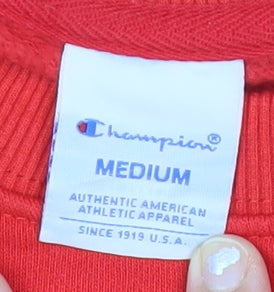 Champion®
MEDIUM
AUTHENTIC AMERICAN
ATHLETIC APPAREL
SINCE 1919 U.S.A.